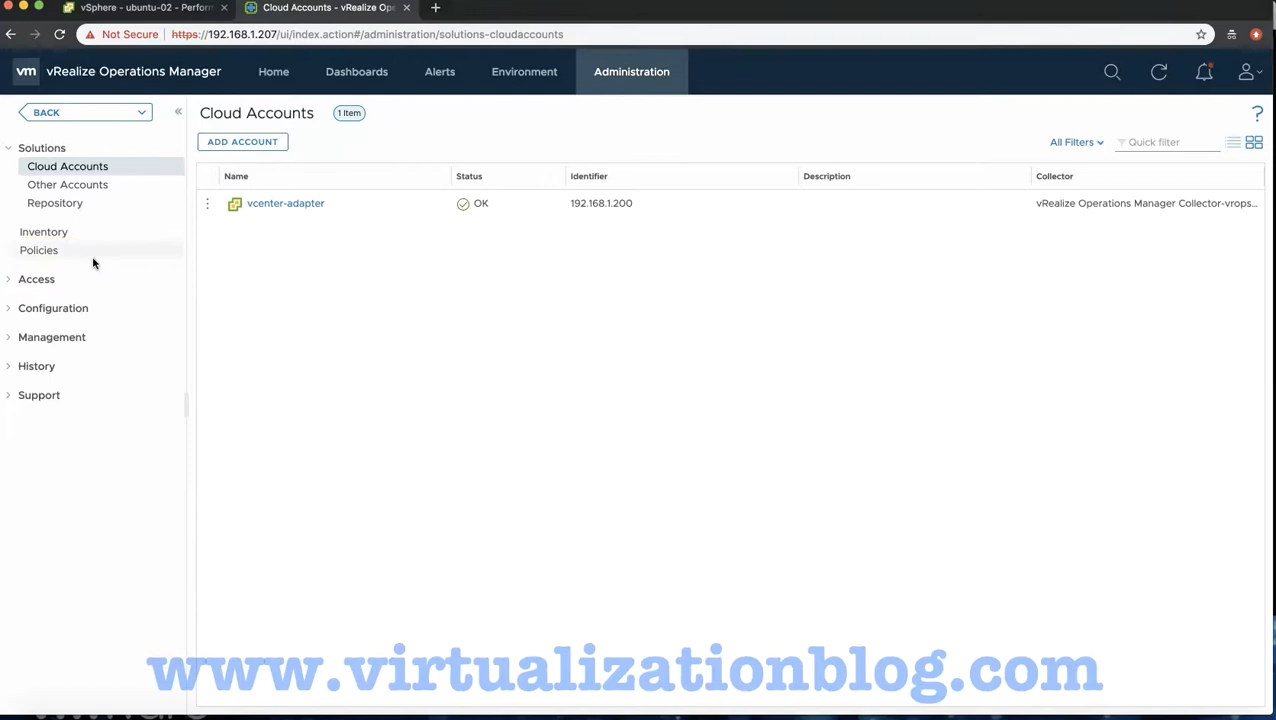 vSphere - ubuntu-02 - Perform
Cloud Accounts - vRealize Ope
Not Secure https://192.168.1.207/ui/index.action#/administration/solutions-cloudaccounts
vm vRealize Operations Manager Home Dashboards Alerts Environment Administration
BACK
Cloud Accounts 1 Item
ADD ACCOUNT
All Filters Quick filter
Solutions
Cloud Accounts
Other Accounts
Repository
Inventory
Policies
Access
Configuration
Management
History
Support
Name Status Identifier Description Collector
vcenter-adapter OK 192.168.1.200 vRealize Operations Manager Collector-vrops...
www.virtualizationblog.com